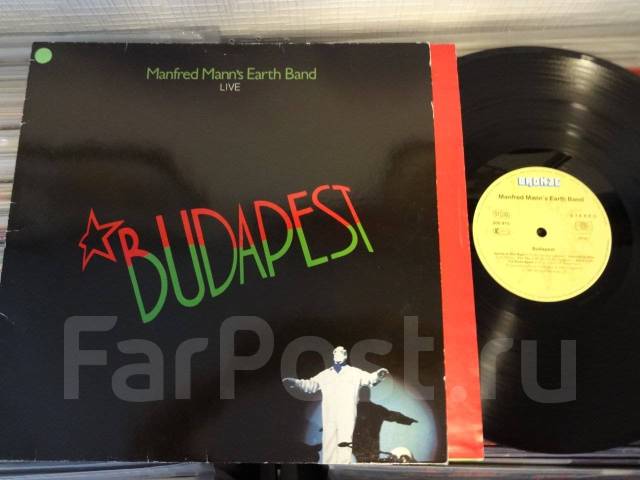 Manfred Mann's Earth Band
LIVE
BUDAPEST
BRONZE
Manfred Mann's Earth Band
STEREO
Budapest
FarPost.ru